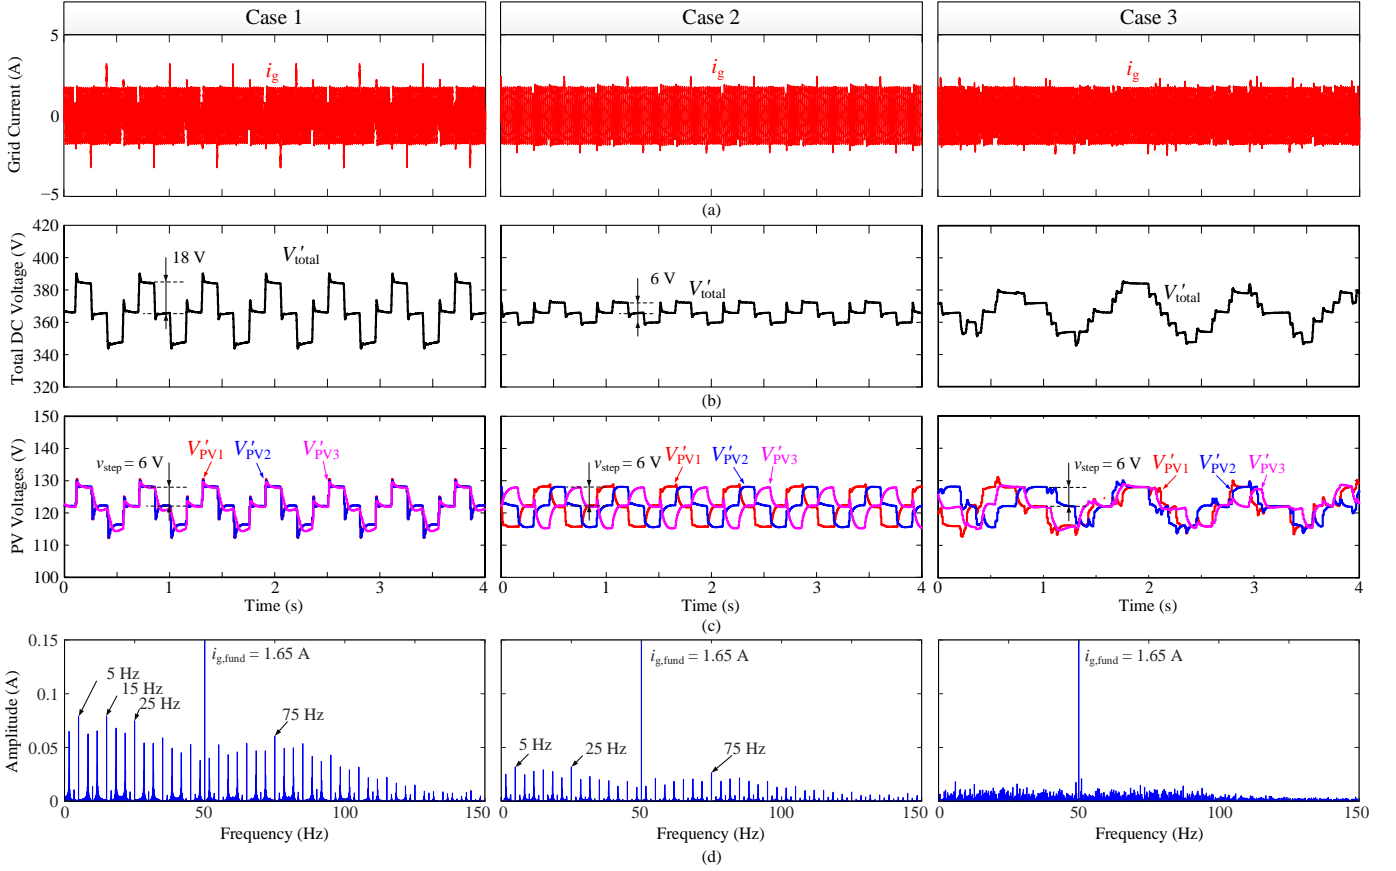 Case 1 Case 2 Case 3
Grid Current (A)
5
0
−5
i_g
i_g
i_g
(a)
Total DC Voltage (V)
420
400
380
360
340
320
18 V
V′_total
6 V
V′_total
V′_total
(b)
PV Voltages (V)
150
140
130
120
110
100
v_step = 6 V
V′_PV1 V′_PV2 V′_PV3
v_step = 6 V
V′_PV1 V′_PV2 V′_PV3
v_step = 6 V
V′_PV1 V′_PV2 V′_PV3
0 1 2 3 4
0 1 2 3 4
0 1 2 3 4
Time (s) Time (s) Time (s)
(c)
Amplitude (A)
0.15
0.1
0.05
0
5 Hz
15 Hz
25 Hz
i_g,fund = 1.65 A
75 Hz
5 Hz
25 Hz
i_g,fund = 1.65 A
75 Hz
i_g,fund = 1.65 A
0 50 100 150
0 50 100 150
0 50 100 150
Frequency (Hz) Frequency (Hz) Frequency (Hz)
(d)